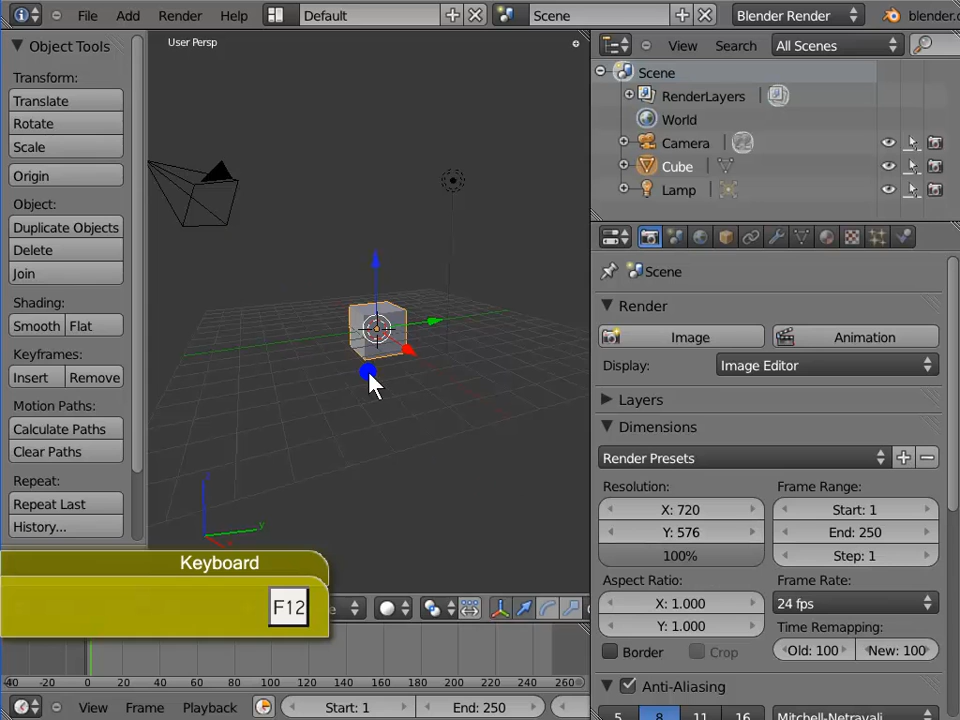 File Add Render Help Default Scene Blender Render blender.
Object Tools
Transform:
Translate
Rotate
Scale
Origin
Object:
Duplicate Objects
Delete
Join
Shading:
Smooth Flat
Keyframes:
Insert Remove
Motion Paths:
Calculate Paths
Clear Paths
Repeat:
Repeat Last
History...
User Persp
z
y
Keyboard
F12
View Search All Scenes
Scene
RenderLayers
World
Camera
Cube
Lamp
Scene
Render
Image Animation
Display: Image Editor
Layers
Dimensions
Render Presets
Resolution: Frame Range:
X: 720 Start: 1
Y: 576 End: 250
100% Step: 1
Aspect Ratio: Frame Rate:
X: 1.000 24 fps
Y: 1.000 Time Remapping:
Border Crop Old: 100 New: 100
Anti-Aliasing
5 8 11 16 Mitchell-Netravali
-40 -20 0 20 40 60 80 100 120 140 160 180 200 220 240 260
View Frame Playback Start: 1 End: 250